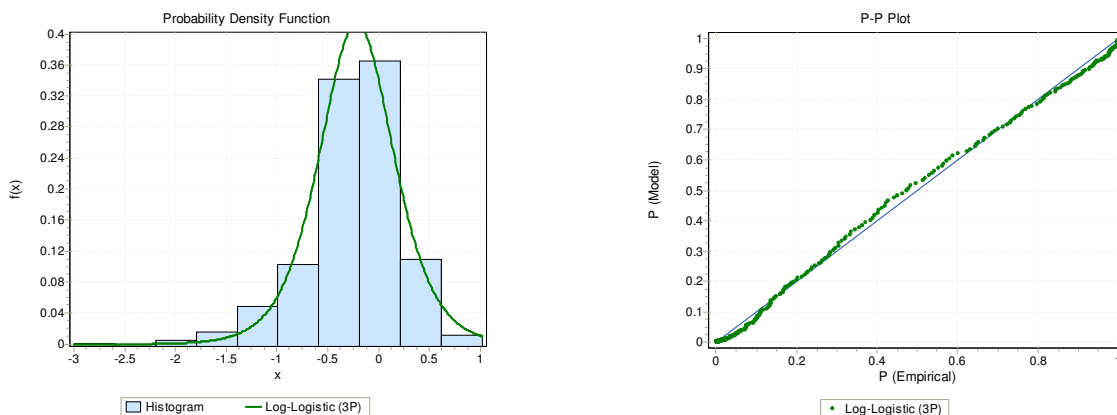 Probability Density Function
0.4
0.36
0.32
0.28
0.24
0.2
0.16
0.12
0.08
0.04
0
f(x)
-3 -2.5 -2 -1.5 -1 -0.5 0 0.5 1
x
Histogram Log-Logistic (3P)
P-P Plot
1
0.9
0.8
0.7
0.6
0.5
0.4
0.3
0.2
0.1
0
P (Model)
0 0.2 0.4 0.6 0.8 1
P (Empirical)
Log-Logistic (3P)